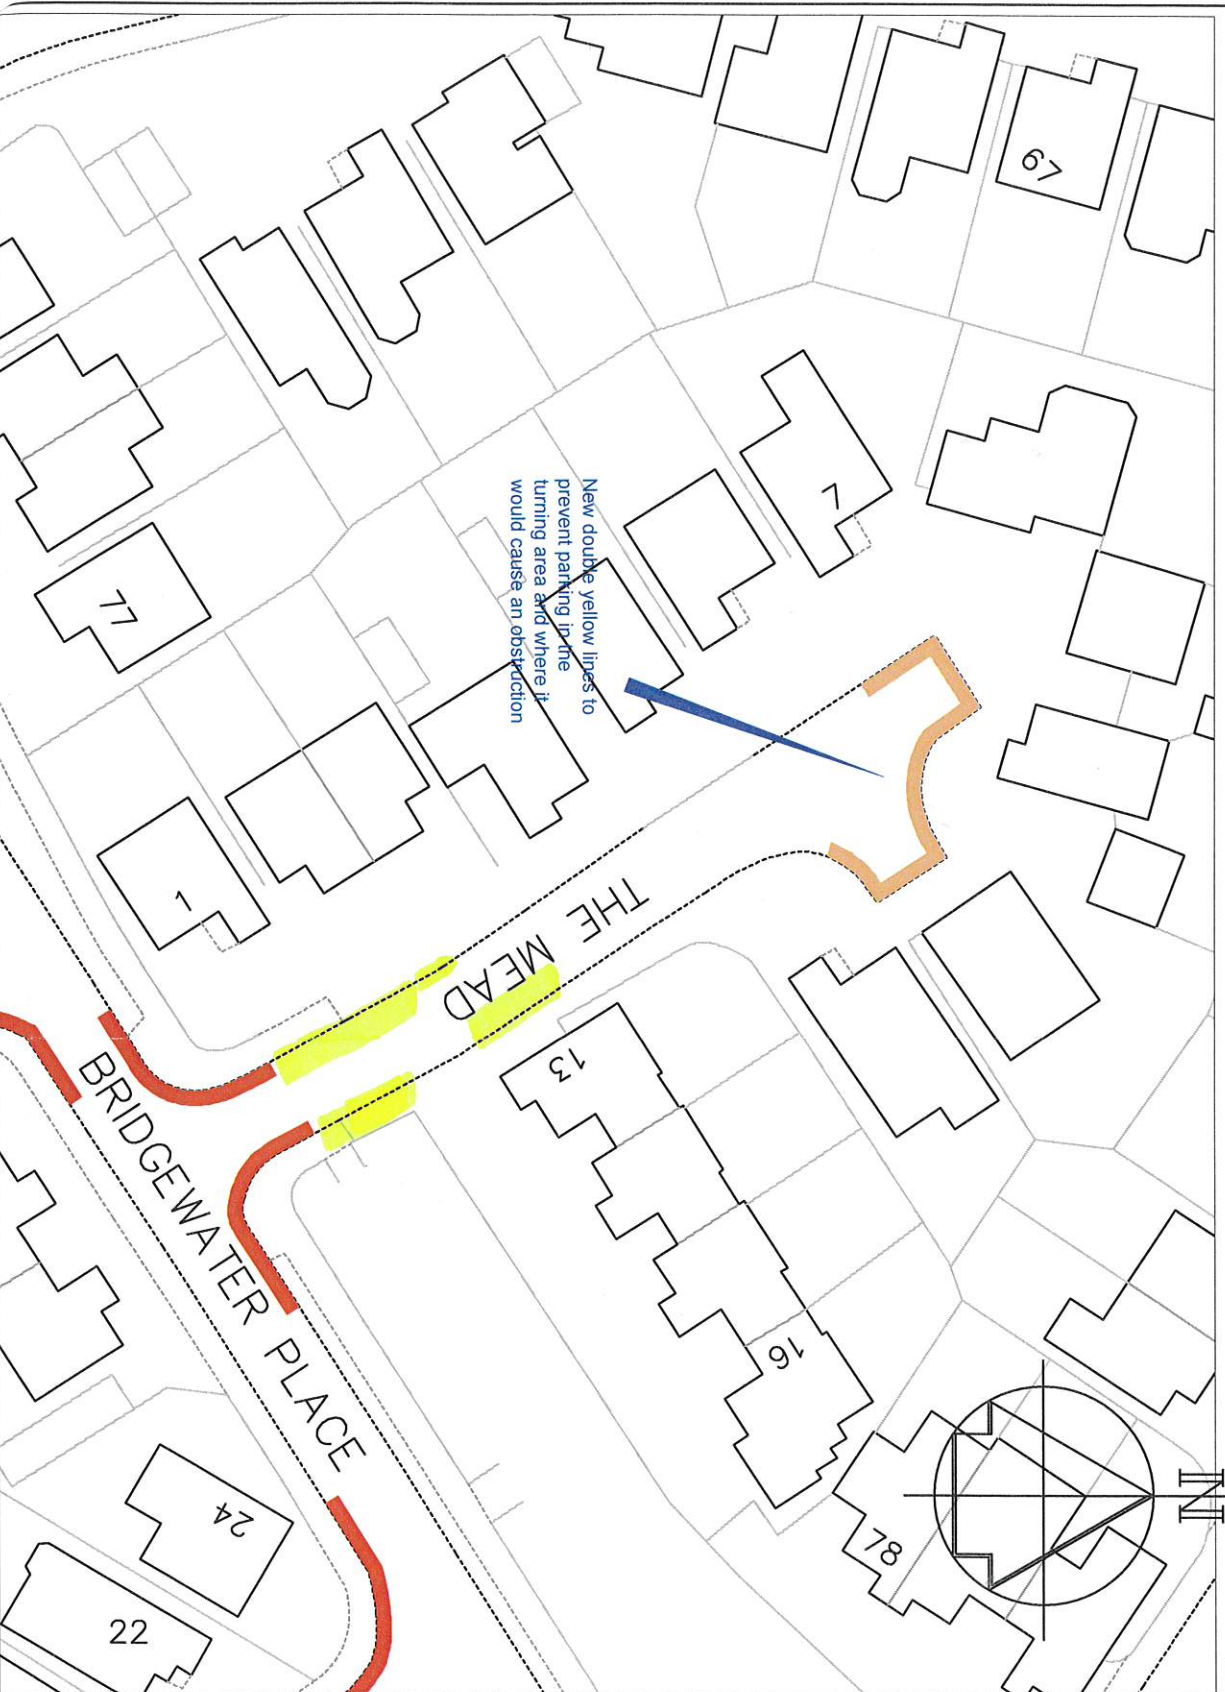 67
7
New double yellow lines to
prevent parking in the
turning area and where it
would cause an obstruction
77
1
THE MEAD
13
BRIDGEWATER PLACE
16
N
24
78
22